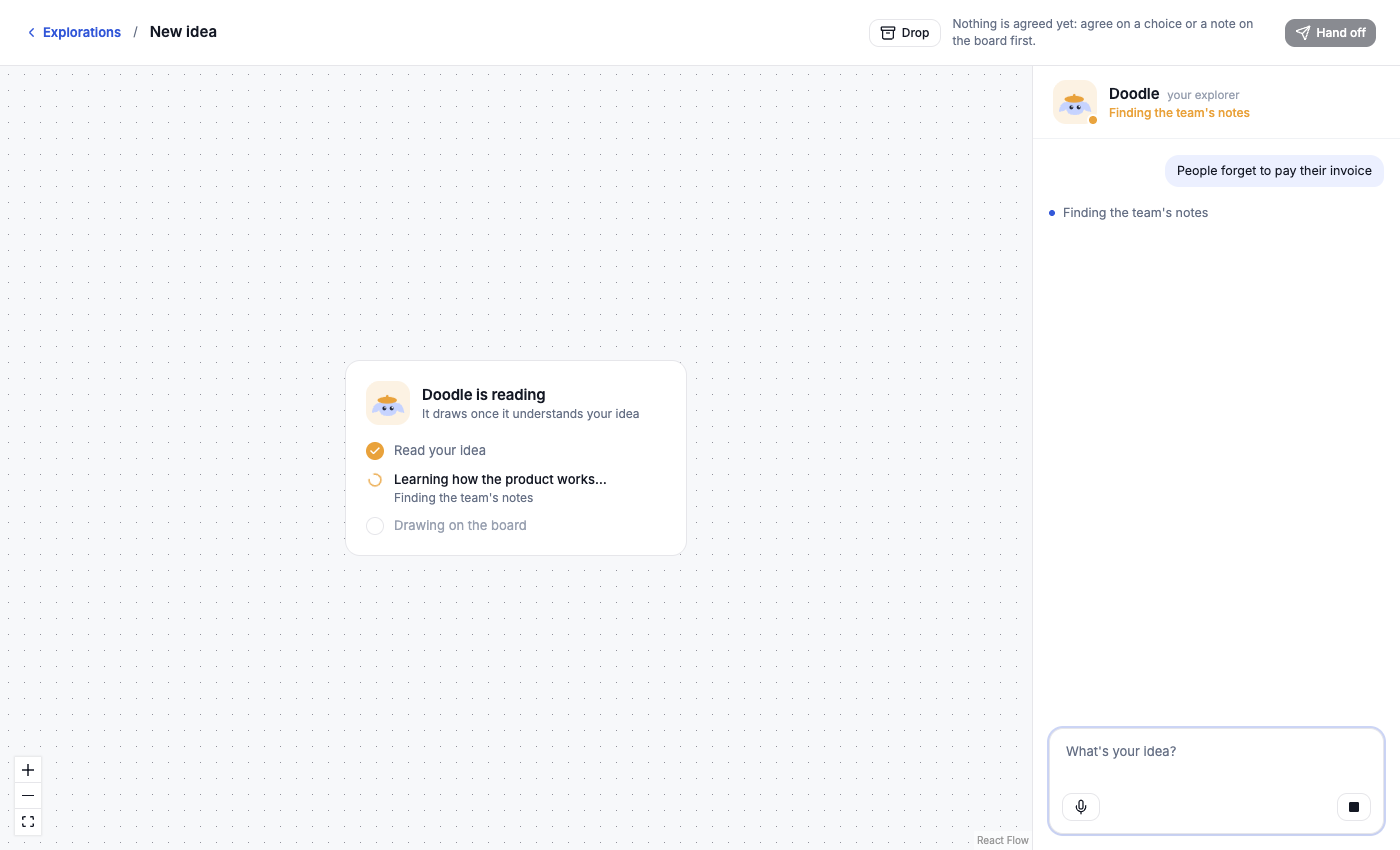 Explorations / New idea
Drop
Nothing is agreed yet: agree on a choice or a note on
the board first.
Hand off
Doodle your explorer
Finding the team's notes
People forget to pay their invoice
Finding the team's notes
Doodle is reading
It draws once it understands your idea
Read your idea
Learning how the product works...
Finding the team's notes
Drawing on the board
What's your idea?
React Flow